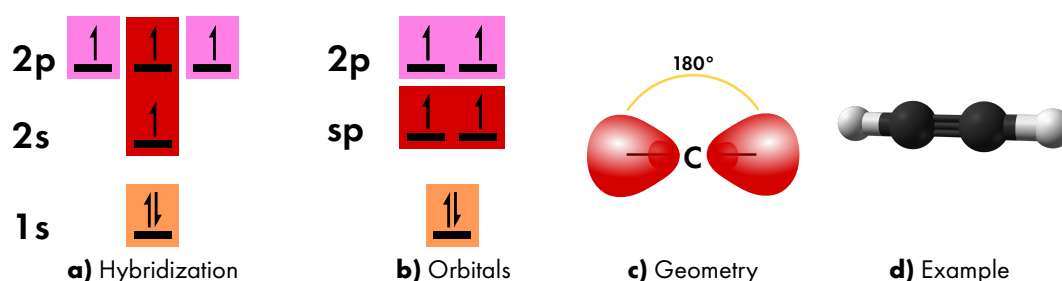 2p
2s
1s
a) Hybridization
2p
sp
b) Orbitals
180°
C
c) Geometry
d) Example